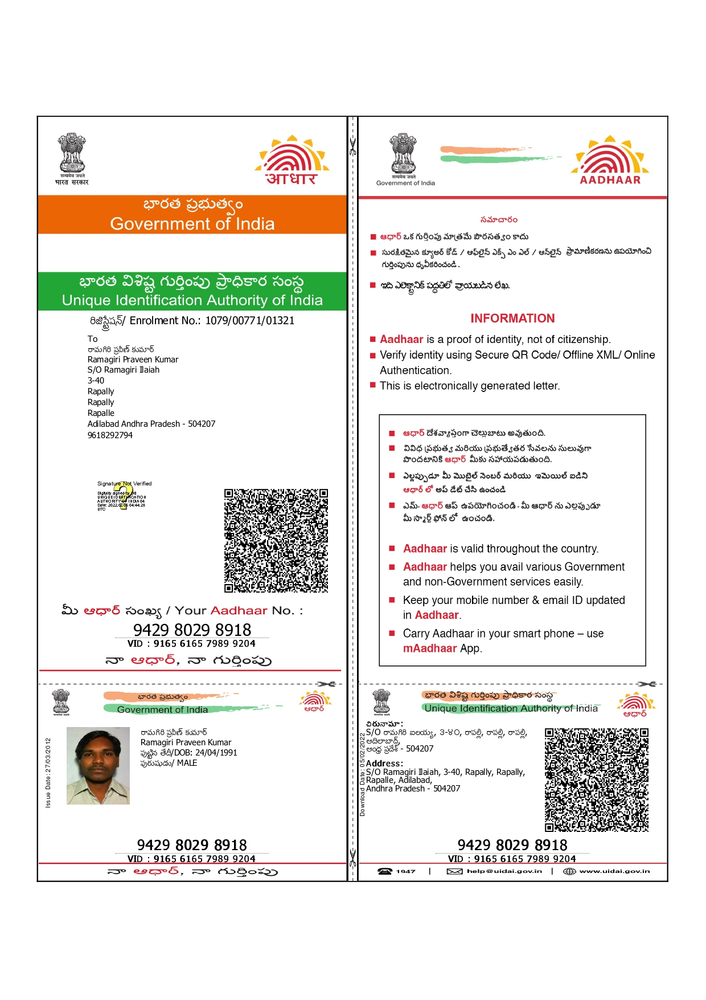 सत्यमेव जयते
भारत सरकार
आधार
భారత ప్రభుత్వం
Government of India
భారత విశిష్ట గుర్తింపు ప్రాధికార సంస్థ
Unique Identification Authority of India
రిజిస్ట్రేషన్/ Enrolment No.: 1079/00771/01321
To
రామగిరి ప్రవీణ్ కుమార్
Ramagiri Praveen Kumar
S/O Ramagiri Ilaiah
3-40
Rapally
Rapally
Rapalle
Adilabad Andhra Pradesh - 504207
9618292794
Signature Not Verified
Digitally signed by DS
UNIQUE IDENTIFICATION
AUTHORITY OF INDIA 04
Date: 2022.02.05 04:44:28
UTC
మీ ఆధార్ సంఖ్య / Your Aadhaar No. :
9429 8029 8918
VID : 9165 6165 7989 9204
నా ఆధార్, నా గుర్తింపు
सत्यमेव जयते
Government of India
AADHAAR
సమాచారం
ఆధార్ ఒక గుర్తింపు మాత్రమే పౌరసత్వం కాదు
సురక్షితమైన క్యూఆర్ కోడ్ / ఆఫ్‌లైన్ ఎక్స్ ఎం ఎల్ / ఆన్‌లైన్ ప్రామాణీకరణను ఉపయోగించి
గుర్తింపును ధృవీకరించండి.
ఇది ఎలెక్ట్రానిక్ పద్ధతిలో వ్రాయబడిన లేఖ.
INFORMATION
Aadhaar is a proof of identity, not of citizenship.
Verify identity using Secure QR Code/ Offline XML/ Online
Authentication.
This is electronically generated letter.
ఆధార్ దేశవ్యాప్తంగా చెల్లుబాటు అవుతుంది.
వివిధ ప్రభుత్వ మరియు ప్రభుత్వేతర సేవలను సులువుగా
పొందటానికి ఆధార్ మీకు సహాయపడుతుంది.
ఎల్లప్పుడూ మీ మొబైల్ నెంబర్ మరియు ఇమెయిల్ ఐడిని
ఆధార్ లో అప్ డేట్ చేసి ఉంచండి
ఎమ్- ఆధార్ ఆప్ ఉపయోగించండి - మీ ఆధార్ ను ఎల్లప్పుడూ
మీ స్మార్ట్ ఫోన్ లో ఉంచండి.
Aadhaar is valid throughout the country.
Aadhaar helps you avail various Government
and non-Government services easily.
Keep your mobile number & email ID updated
in Aadhaar.
Carry Aadhaar in your smart phone – use
mAadhaar App.
భారత ప్రభుత్వం
Government of India
ఆధార్
Issue Date: 27/03/2012
రామగిరి ప్రవీణ్ కుమార్
Ramagiri Praveen Kumar
పుట్టిన తేదీ/DOB: 24/04/1991
పురుషుడు/ MALE
9429 8029 8918
VID : 9165 6165 7989 9204
నా ఆధార్, నా గుర్తింపు
భారత విశిష్ట గుర్తింపు ప్రాధికార సంస్థ
Unique Identification Authority of India
ఆధార్
Download Date: 05/02/2022
చిరునామా:
S/O రామగిరి ఐలయ్య, ౩-౪౦, రాపల్లి, రాపల్లి, రాపల్లి,
ఆదిలాబాద్,
ఆంధ్ర ప్రదేశ్ - 504207
Address:
S/O Ramagiri Ilaiah, 3-40, Rapally, Rapally,
Rapalle, Adilabad,
Andhra Pradesh - 504207
9429 8029 8918
VID : 9165 6165 7989 9204
1947 | help@uidai.gov.in | www.uidai.gov.in